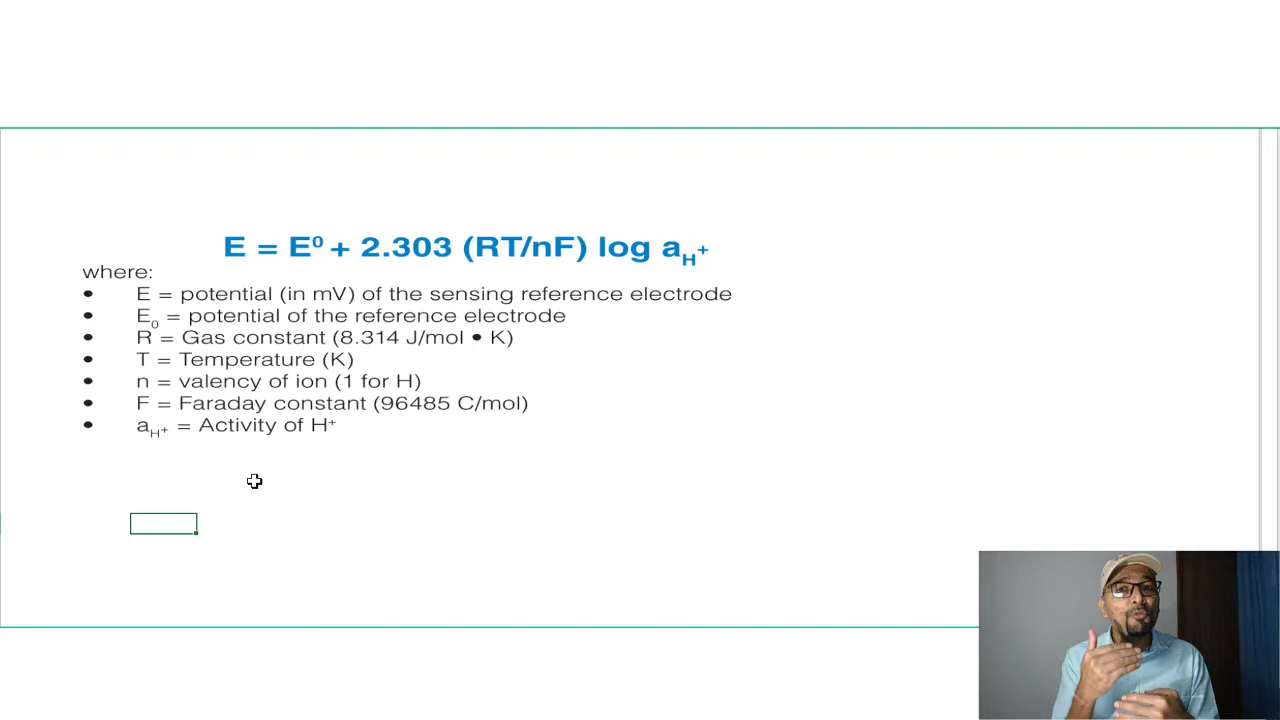 E = E⁰ + 2.303 (RT/nF) log aH⁺
where:
• E = potential (in mV) of the sensing reference electrode
• E₀ = potential of the reference electrode
• R = Gas constant (8.314 J/mol • K)
• T = Temperature (K)
• n = valency of ion (1 for H)
• F = Faraday constant (96485 C/mol)
• aH⁺ = Activity of H⁺